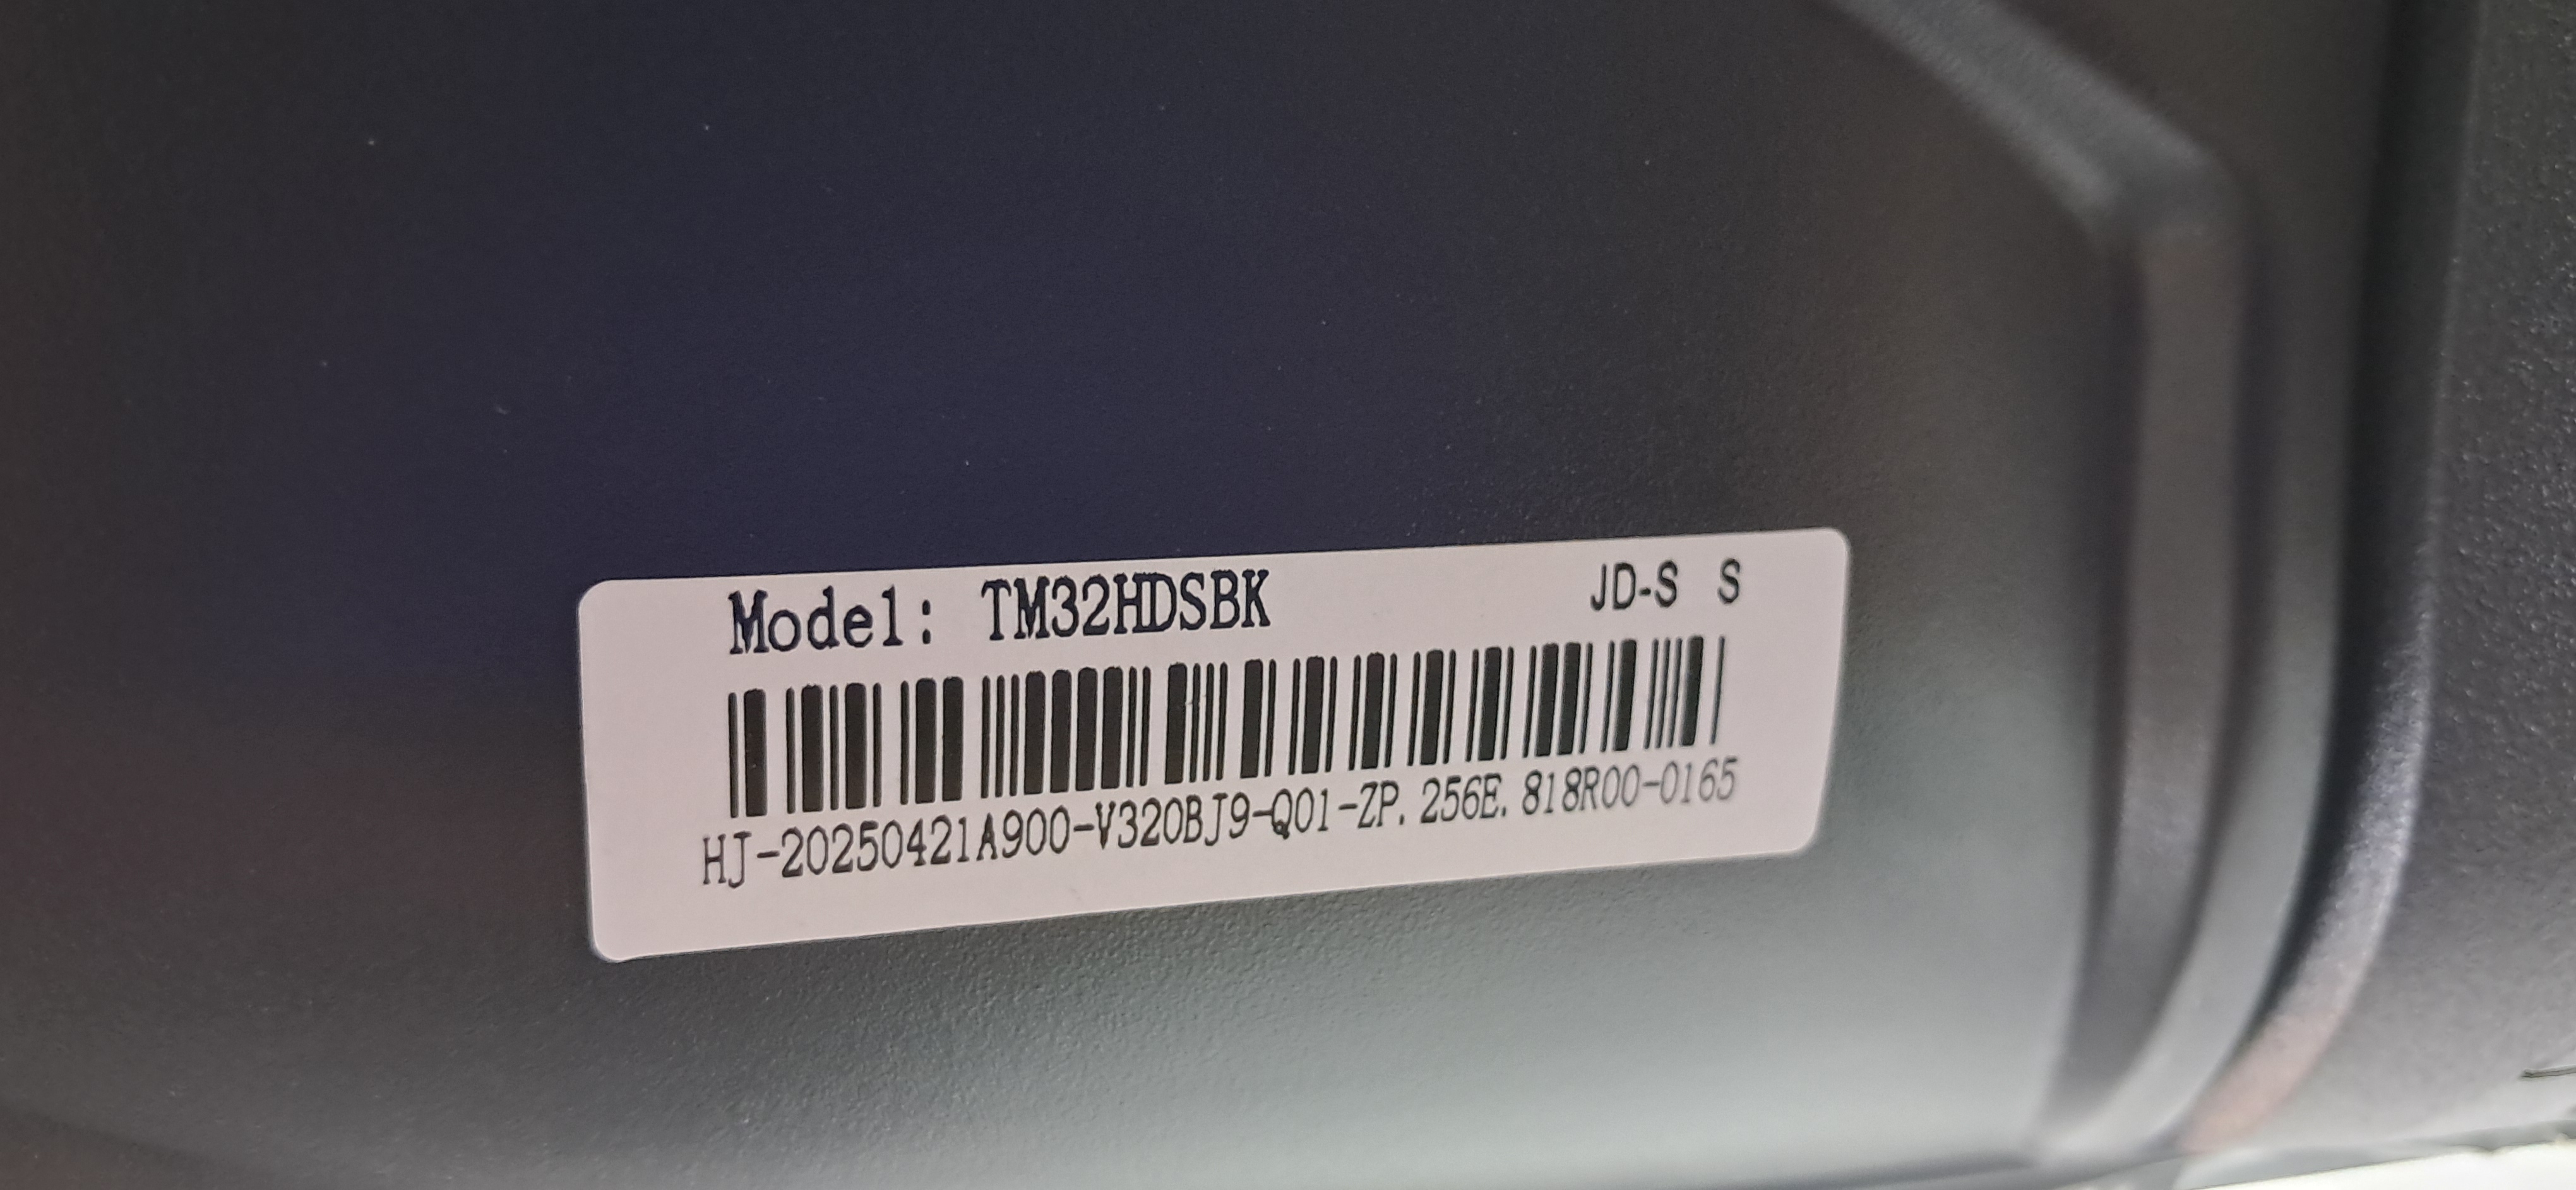 Model: TM32HDSBK JD-S S
HJ-20250421A900-V320BJ9-Q01-ZP. 256E. 818R00-0165